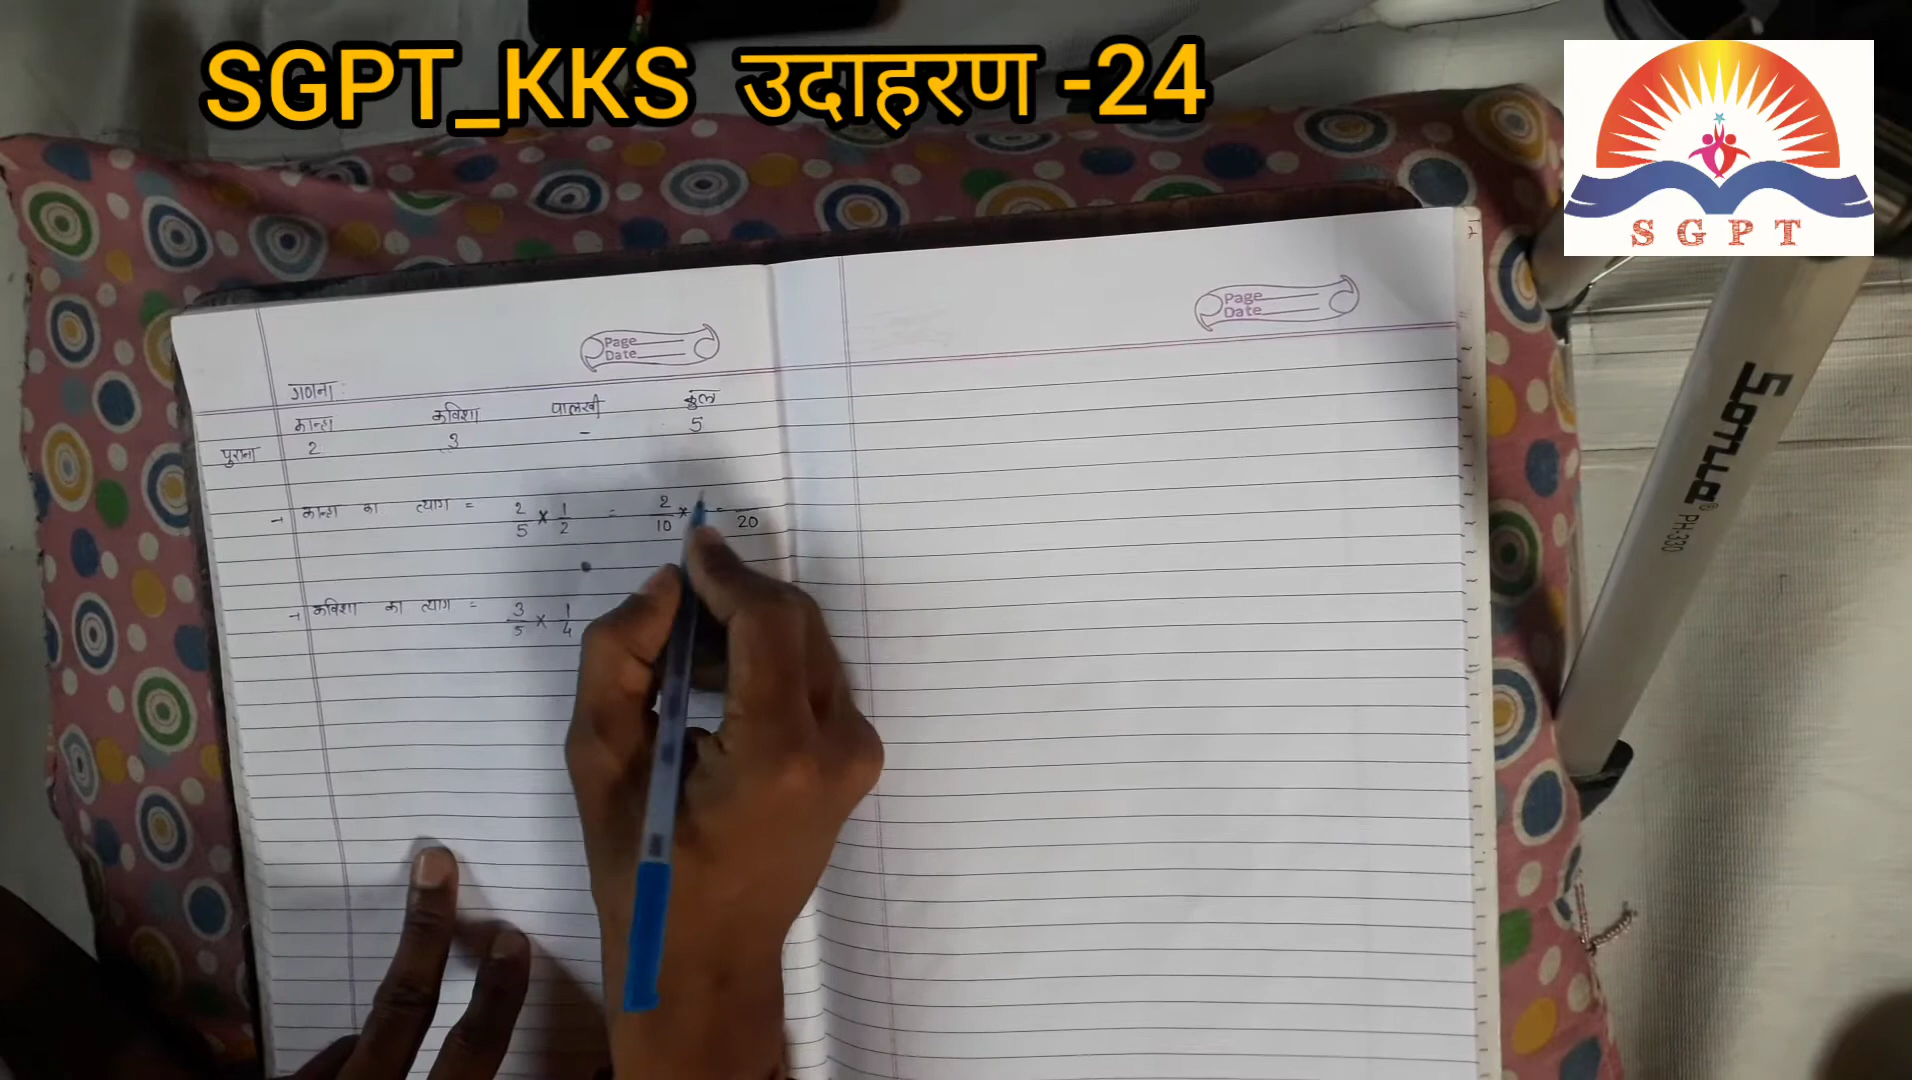 SGPT_KKS उदाहरण -24
SGPT
Page
Date
Page
Date
गणना :
कान्हा कविशा पालखी कुल
पुराना 2 3 - 5
→ कान्हा का त्याग = 2/5 × 1/2 = 2/10 × = /20
→ कविशा का त्याग = 3/5 × 1/4
Sonia® PH-330